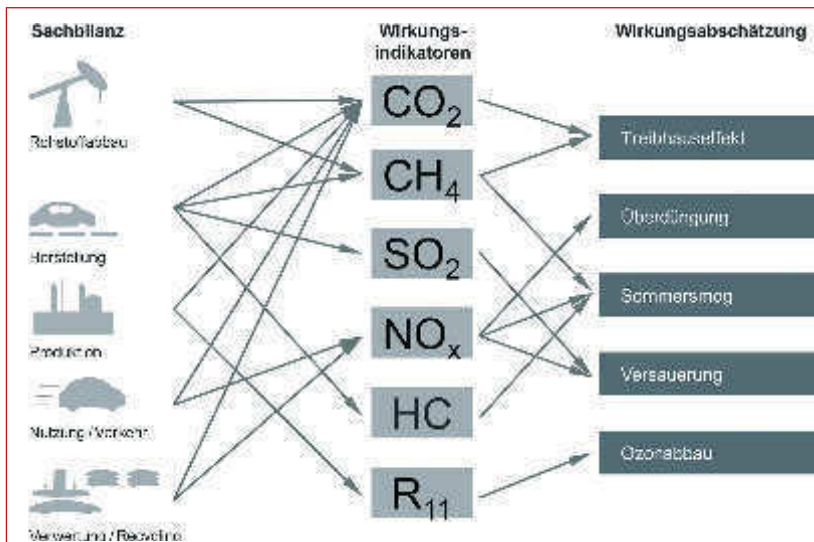 Sachbilanz
Wirkungs-
indikatoren
Wirkungsabschätzung
Rohstoffabbau
Herstellung
Produktion
Nutzung / Verkehr
Verwertung / Recycling
CO₂
CH₄
SO₂
NOₓ
HC
R₁₁
Treibhauseffekt
Überdüngung
Sommersmog
Versauerung
Ozonabbau